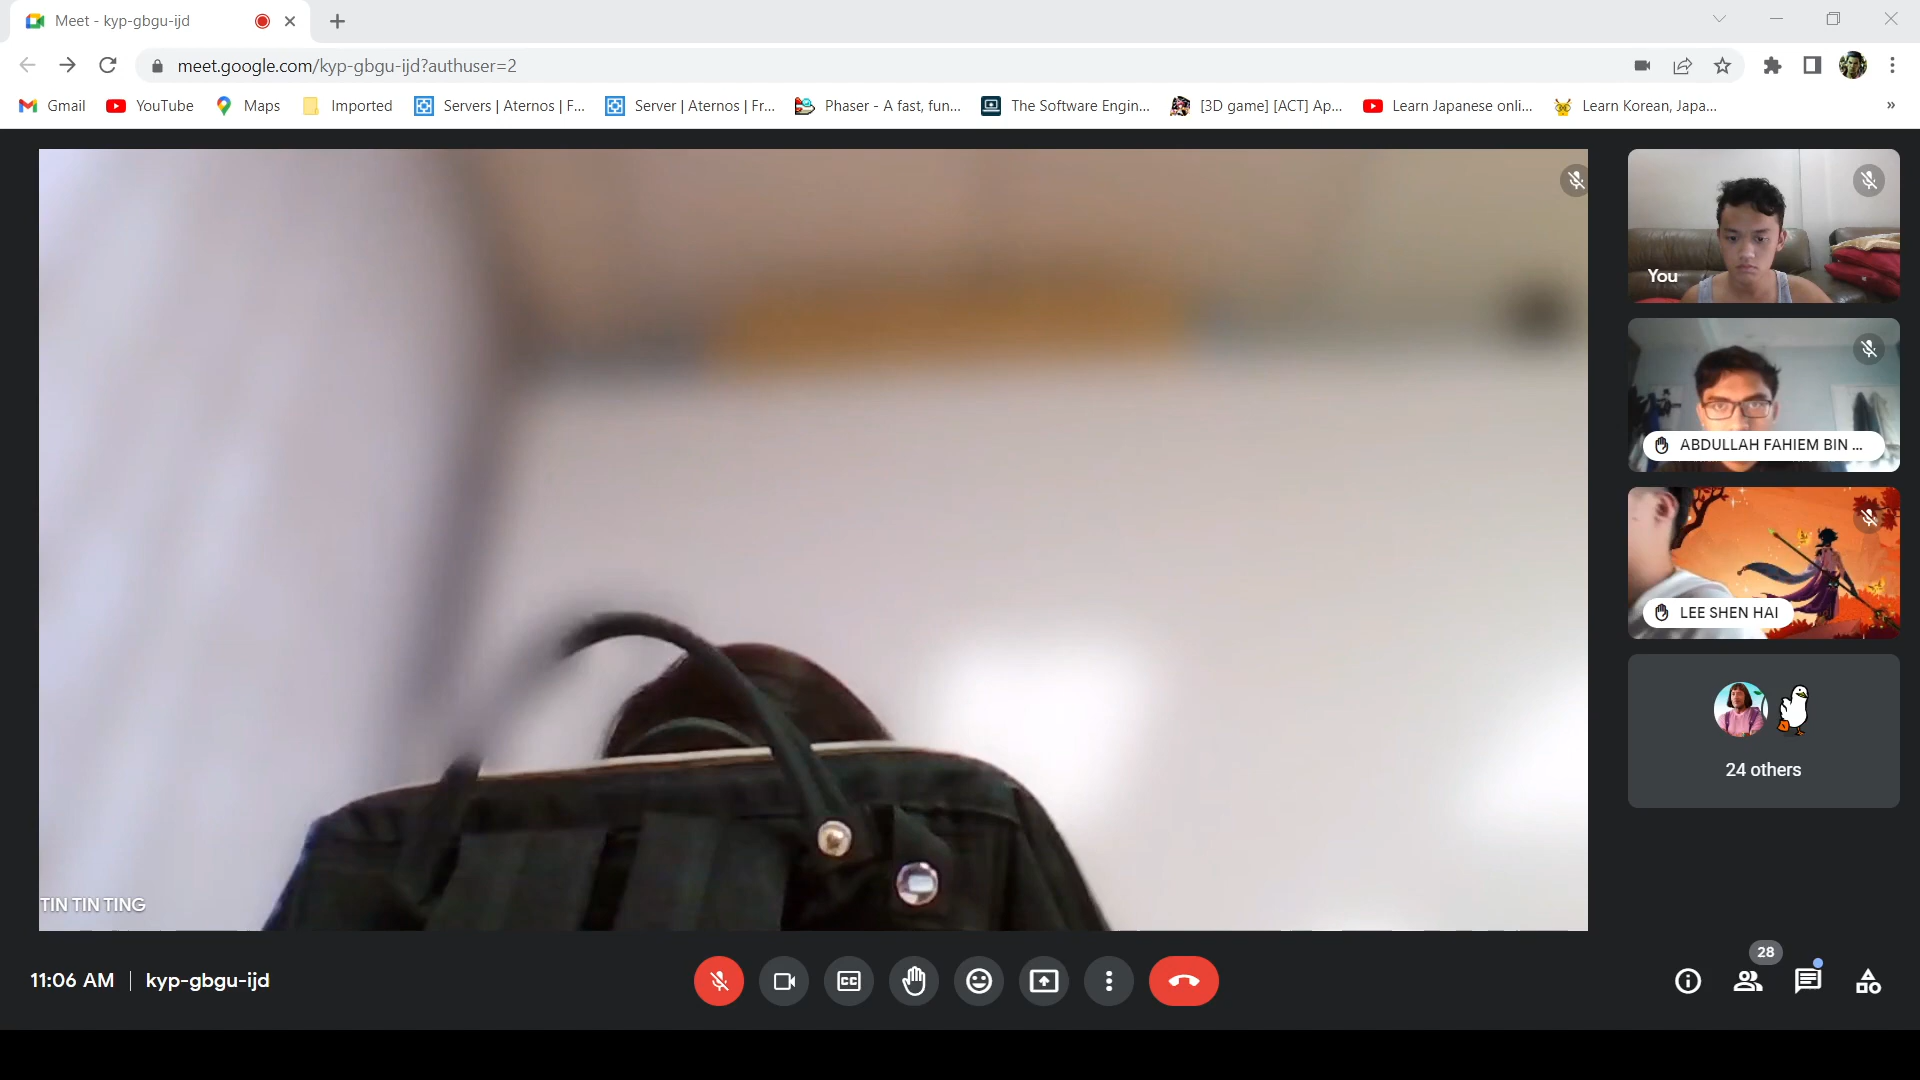 Meet - kyp-gbgu-ijd
meet.google.com/kyp-gbgu-ijd?authuser=2
Gmail
YouTube
Maps
Imported
Servers | Aternos | F...
Server | Aternos | Fr...
Phaser - A fast, fun...
The Software Engin...
[3D game] [ACT] Ap...
Learn Japanese onli...
Learn Korean, Japa...
»
You
ABDULLAH FAHIEM BIN ...
LEE SHEN HAI
24 others
TIN TIN TING
11:06 AM | kyp-gbgu-ijd
CC
28